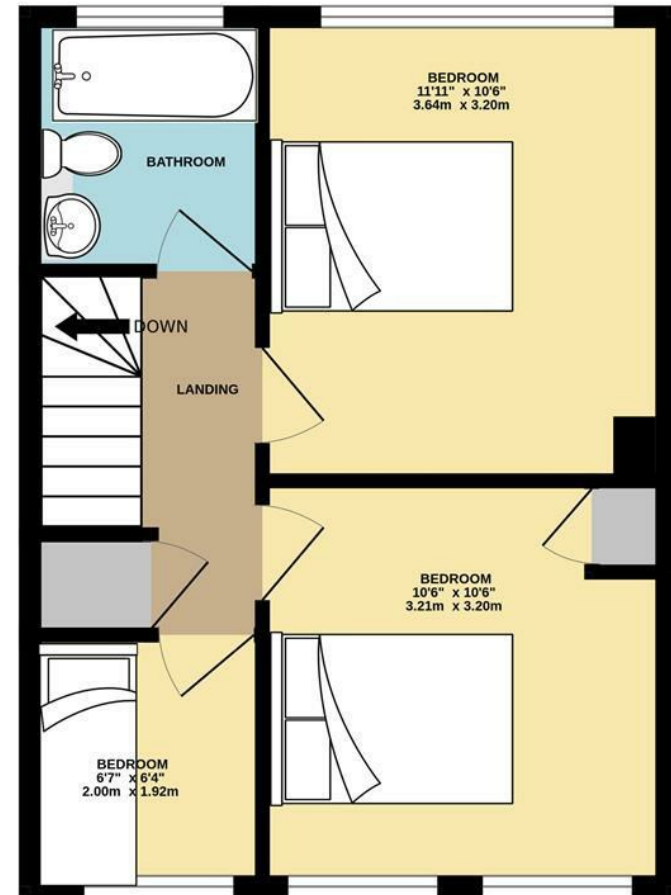 BEDROOM
11'11" x 10'6"
3.64m x 3.20m
BATHROOM
DOWN
LANDING
BEDROOM
10'6" x 10'6"
3.21m x 3.20m
BEDROOM
6'7" x 6'4"
2.00m x 1.92m